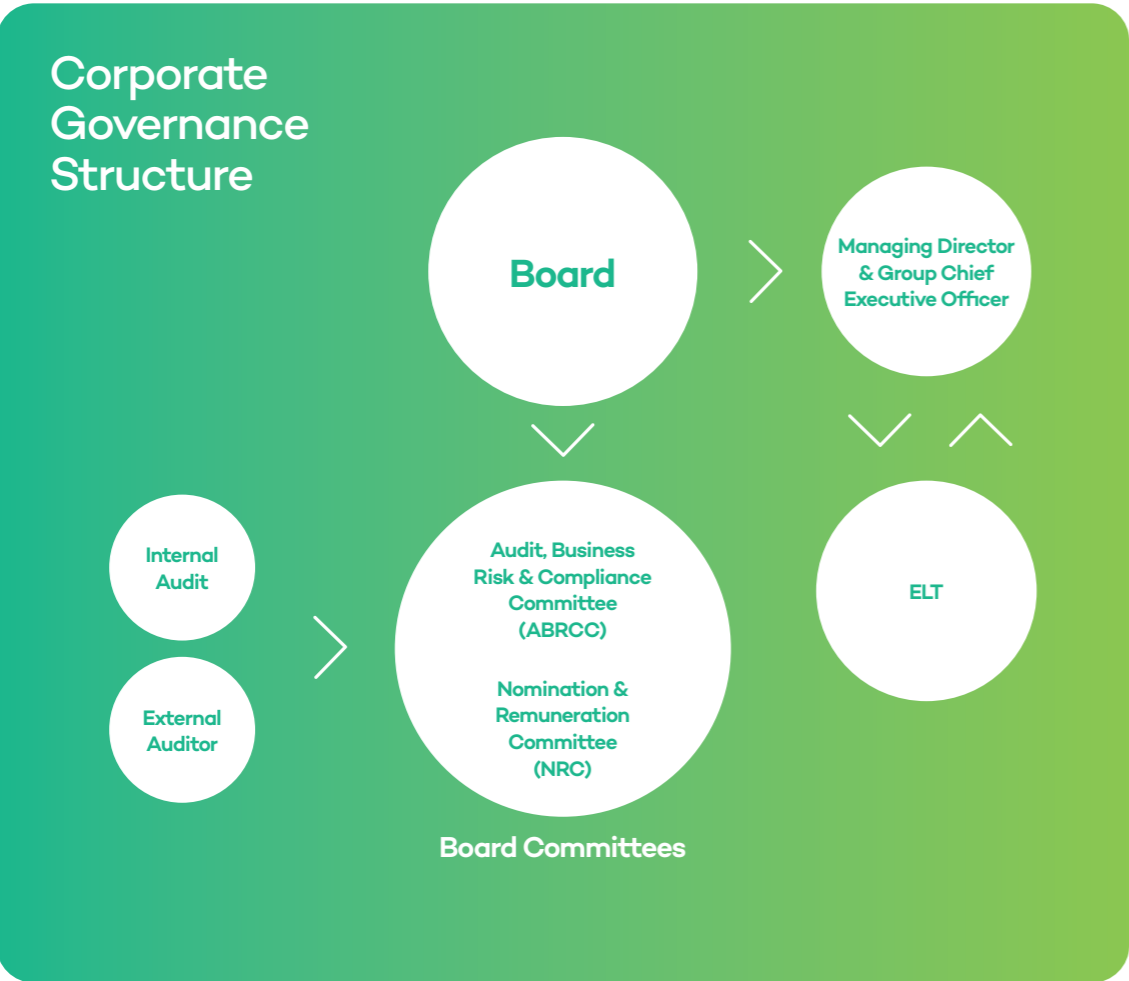 Corporate
Governance
Structure
Board
Managing Director
& Group Chief
Executive Officer
Internal
Audit
External
Auditor
Audit, Business
Risk & Compliance
Committee
(ABRCC)
Nomination &
Remuneration
Committee
(NRC)
ELT
Board Committees